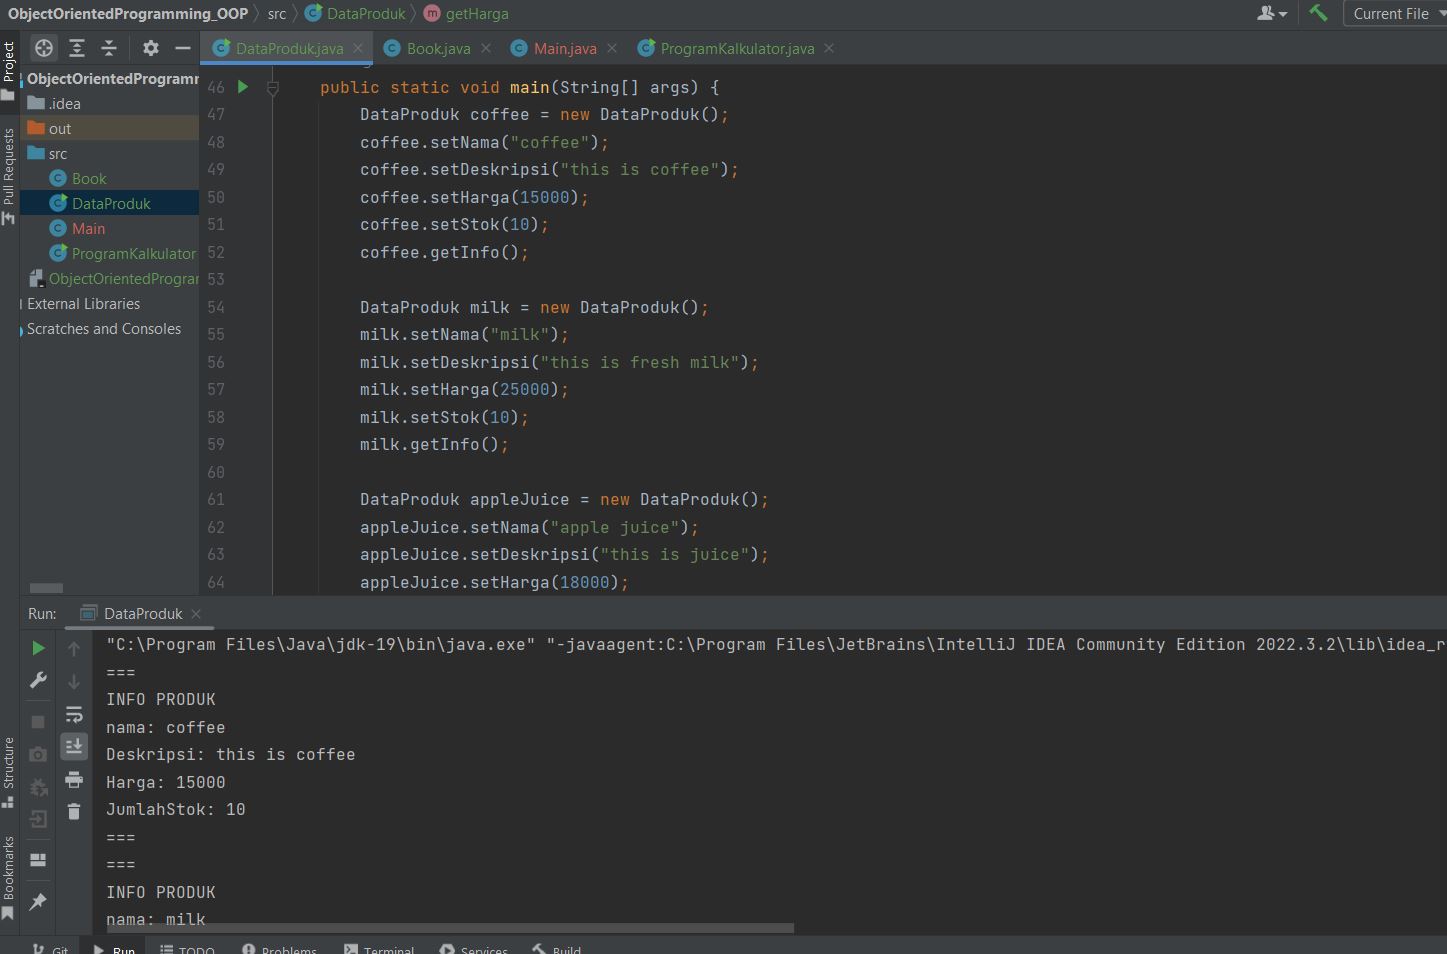 ObjectOrientedProgramming_OOP src DataProduk getHarga Current File
DataProduk.java Book.java Main.java ProgramKalkulator.java
Project
Pull Requests
Structure
Bookmarks
ObjectOrientedProgramm
.idea
out
src
Book
DataProduk
Main
ProgramKalkulator
ObjectOrientedPrograr
External Libraries
Scratches and Consoles
46 public static void main(String[] args) {
47 DataProduk coffee = new DataProduk();
48 coffee.setNama("coffee");
49 coffee.setDeskripsi("this is coffee");
50 coffee.setHarga(15000);
51 coffee.setStok(10);
52 coffee.getInfo();
53
54 DataProduk milk = new DataProduk();
55 milk.setNama("milk");
56 milk.setDeskripsi("this is fresh milk");
57 milk.setHarga(25000);
58 milk.setStok(10);
59 milk.getInfo();
60
61 DataProduk appleJuice = new DataProduk();
62 appleJuice.setNama("apple juice");
63 appleJuice.setDeskripsi("this is juice");
64 appleJuice.setHarga(18000);
Run: DataProduk
"C:\Program Files\Java\jdk-19\bin\java.exe" "-javaagent:C:\Program Files\JetBrains\IntelliJ IDEA Community Edition 2022.3.2\lib\idea_r
===
INFO PRODUK
nama: coffee
Deskripsi: this is coffee
Harga: 15000
JumlahStok: 10
===
===
INFO PRODUK
nama: milk
Git Run TODO Problems Terminal Services Build